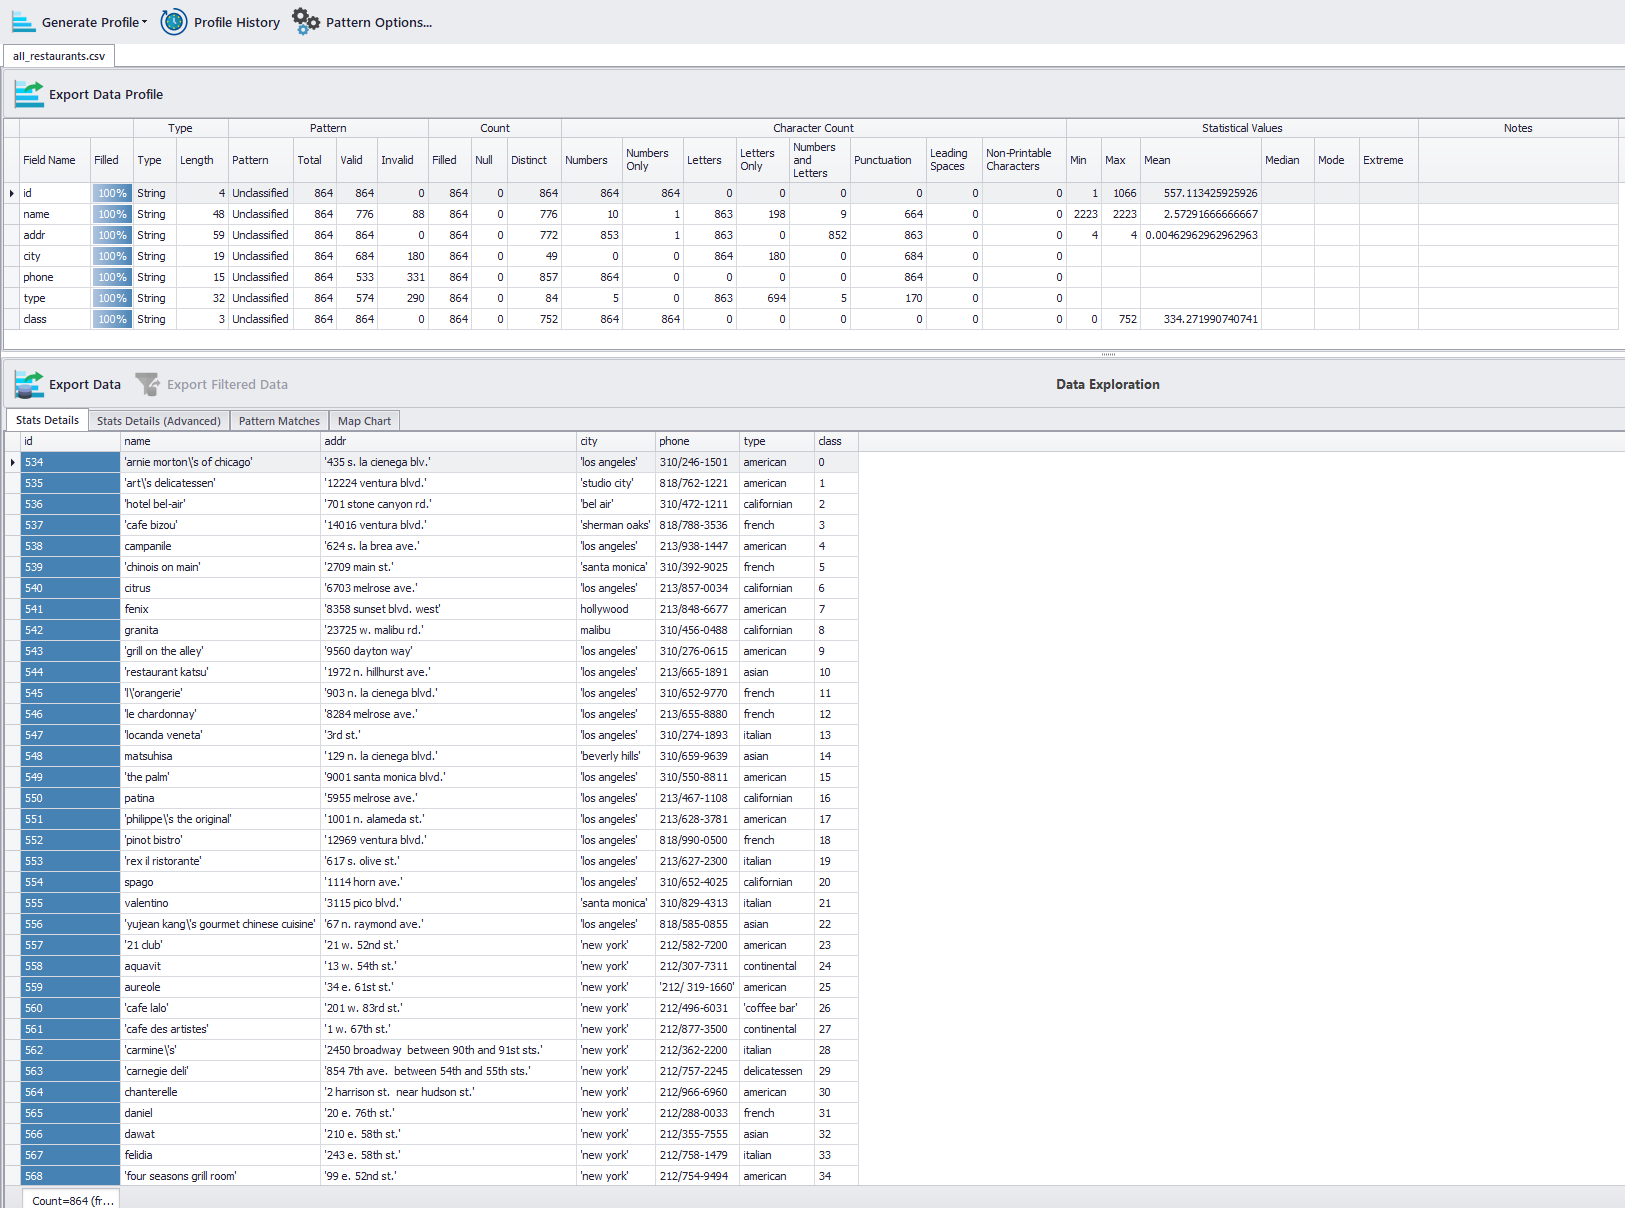 Generate Profile Profile History Pattern Options...
all_restaurants.csv
Export Data Profile
Type Pattern Count Character Count Statistical Values Notes
Field Name Filled Type Length Pattern Total Valid Invalid Filled Null Distinct Numbers Numbers Only Letters Letters Only Numbers and Letters Punctuation Leading Spaces Non-Printable Characters Min Max Mean Median Mode Extreme
id 100% String 4 Unclassified 864 864 0 864 0 864 864 864 0 0 0 0 0 0 1 1066 557.113425925926
name 100% String 48 Unclassified 864 776 88 864 0 776 10 1 863 198 9 664 0 0 2223 2223 2.57291666666667
addr 100% String 59 Unclassified 864 864 0 864 0 772 853 1 863 0 852 863 0 0 4 4 0.00462962962962963
city 100% String 19 Unclassified 864 684 180 864 0 49 0 0 864 180 0 684 0 0
phone 100% String 15 Unclassified 864 533 331 864 0 857 864 0 0 0 0 864 0 0
type 100% String 32 Unclassified 864 574 290 864 0 84 5 0 863 694 5 170 0 0
class 100% String 3 Unclassified 864 864 0 864 0 752 864 864 0 0 0 0 0 0 0 752 334.271990740741
Export Data Export Filtered Data Data Exploration
Stats Details Stats Details (Advanced) Pattern Matches Map Chart
id name addr city phone type class
534 'arnie morton\'s of chicago' '435 s. la cienega blv.' 'los angeles' 310/246-1501 american 0
535 'art\'s delicatessen' '12224 ventura blvd.' 'studio city' 818/762-1221 american 1
536 'hotel bel-air' '701 stone canyon rd.' 'bel air' 310/472-1211 californian 2
537 'cafe bizou' '14016 ventura blvd.' 'sherman oaks' 818/788-3536 french 3
538 campanile '624 s. la brea ave.' 'los angeles' 213/938-1447 american 4
539 'chinois on main' '2709 main st.' 'santa monica' 310/392-9025 french 5
540 citrus '6703 melrose ave.' 'los angeles' 213/857-0034 californian 6
541 fenix '8358 sunset blvd. west' hollywood 213/848-6677 american 7
542 granita '23725 w. malibu rd.' malibu 310/456-0488 californian 8
543 'grill on the alley' '9560 dayton way' 'los angeles' 310/276-0615 american 9
544 'restaurant katsu' '1972 n. hillhurst ave.' 'los angeles' 213/665-1891 asian 10
545 'l\'orangerie' '903 n. la cienega blvd.' 'los angeles' 310/652-9770 french 11
546 'le chardonnay' '8284 melrose ave.' 'los angeles' 213/655-8880 french 12
547 'locanda veneta' '3rd st.' 'los angeles' 310/274-1893 italian 13
548 matsuhisa '129 n. la cienega blvd.' 'beverly hills' 310/659-9639 asian 14
549 'the palm' '9001 santa monica blvd.' 'los angeles' 310/550-8811 american 15
550 patina '5955 melrose ave.' 'los angeles' 213/467-1108 californian 16
551 'philippe\'s the original' '1001 n. alameda st.' 'los angeles' 213/628-3781 american 17
552 'pinot bistro' '12969 ventura blvd.' 'los angeles' 818/990-0500 french 18
553 'rex il ristorante' '617 s. olive st.' 'los angeles' 213/627-2300 italian 19
554 spago '1114 horn ave.' 'los angeles' 310/652-4025 californian 20
555 valentino '3115 pico blvd.' 'santa monica' 310/829-4313 italian 21
556 'yujean kang\'s gourmet chinese cuisine' '67 n. raymond ave.' 'los angeles' 818/585-0855 asian 22
557 '21 club' '21 w. 52nd st.' 'new york' 212/582-7200 american 23
558 aquavit '13 w. 54th st.' 'new york' 212/307-7311 continental 24
559 aureole '34 e. 61st st.' 'new york' '212/ 319-1660' american 25
560 'cafe lalo' '201 w. 83rd st.' 'new york' 212/496-6031 'coffee bar' 26
561 'cafe des artistes' '1 w. 67th st.' 'new york' 212/877-3500 continental 27
562 'carmine\'s' '2450 broadway  between 90th and 91st sts.' 'new york' 212/362-2200 italian 28
563 'carnegie deli' '854 7th ave.  between 54th and 55th sts.' 'new york' 212/757-2245 delicatessen 29
564 chanterelle '2 harrison st.  near hudson st.' 'new york' 212/966-6960 american 30
565 daniel '20 e. 76th st.' 'new york' 212/288-0033 french 31
566 dawat '210 e. 58th st.' 'new york' 212/355-7555 asian 32
567 felidia '243 e. 58th st.' 'new york' 212/758-1479 italian 33
568 'four seasons grill room' '99 e. 52nd st.' 'new york' 212/754-9494 american 34
Count=864 (fr...